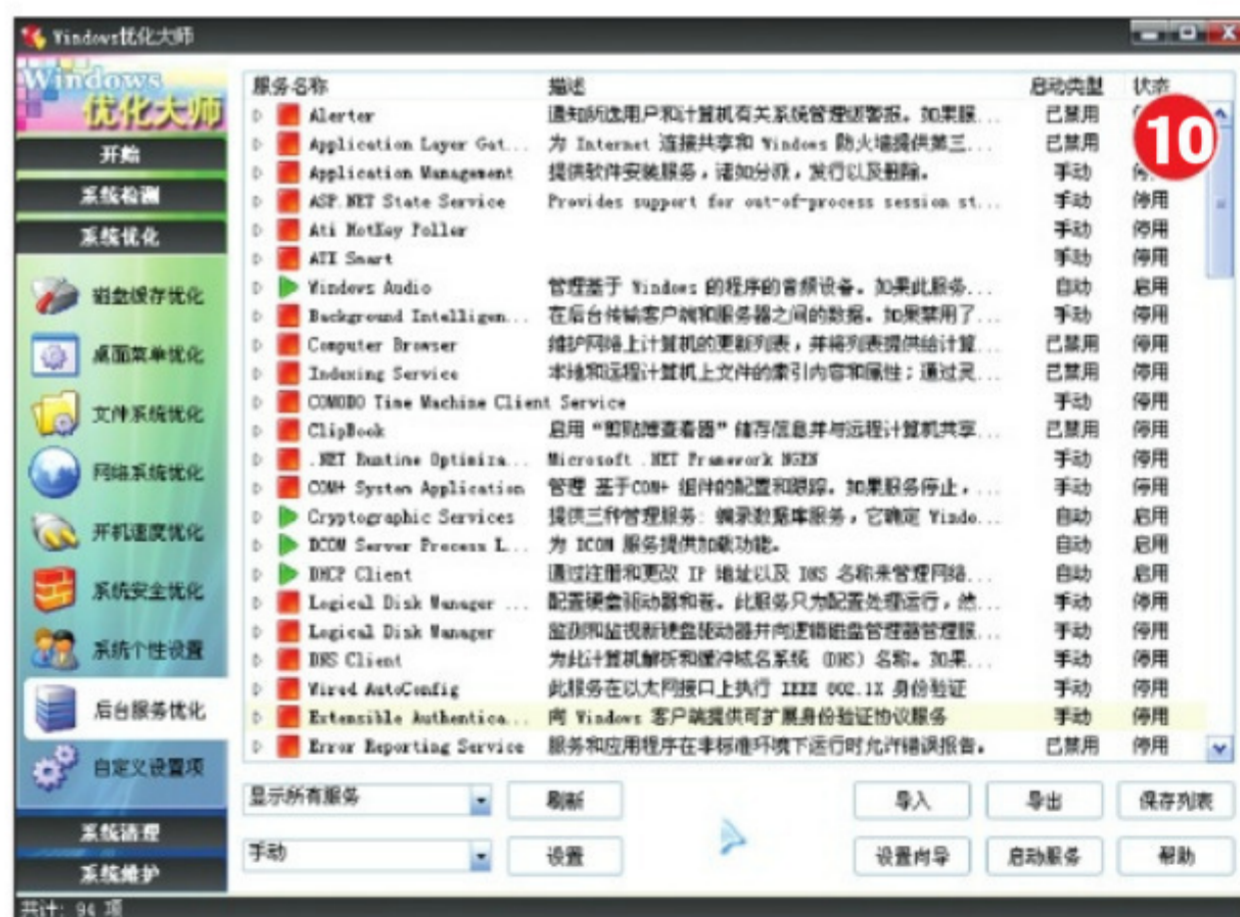 Windows优化大师
Windows
优化大师
开始
系统检测
系统优化
磁盘缓存优化
桌面菜单优化
文件系统优化
网络系统优化
开机速度优化
系统安全优化
系统个性设置
后台服务优化
自定义设置项
系统清理
系统维护
服务名称 描述 启动类型 状态
10
Alerter 通知所选用户和计算机有关系统管理级警报。如果服... 已禁用
Application Layer Gat... 为 Internet 连接共享和 Windows 防火墙提供第三... 已禁用
Application Management 提供软件安装服务，诸如分派，发行以及删除。 手动
ASP.NET State Service Provides support for out-of-process session st... 手动 停用
Ati HotKey Poller 手动 停用
ATI Smart 手动 停用
Windows Audio 管理基于 Windows 的程序的音频设备。如果此服务... 自动 启用
Background Intelligen... 在后台传输客户端和服务器之间的数据。如果禁用了... 手动 停用
Computer Browser 维护网络上计算机的更新列表，并将列表提供给计算... 已禁用 停用
Indexing Service 本地和远程计算机上文件的索引内容和属性；通过灵... 已禁用 停用
COMODO Time Machine Client Service 手动 停用
ClipBook 启用“剪贴簿查看器”储存信息并与远程计算机共享... 已禁用 停用
.NET Runtime Optimiza... Microsoft .NET Framework NGEN 手动 停用
COM+ System Application 管理 基于COM+ 组件的配置和跟踪。如果服务停止，... 手动 停用
Cryptographic Services 提供三种管理服务: 编录数据库服务，它确定 Windo... 自动 启用
DCOM Server Process L... 为 DCOM 服务提供加载功能。 自动 启用
DHCP Client 通过注册和更改 IP 地址以及 DNS 名称来管理网络... 自动 启用
Logical Disk Manager ... 配置硬盘驱动器和卷。此服务只为配置处理运行，然... 手动 停用
Logical Disk Manager 监测和监视新硬盘驱动器并向逻辑磁盘管理器管理服... 手动 停用
DNS Client 为此计算机解析和缓冲域名系统 (DNS) 名称。如果... 手动 停用
Wired AutoConfig 此服务在以太网接口上执行 IEEE 802.1X 身份验证 手动 停用
Extensible Authentica... 向 Windows 客户端提供可扩展身份验证协议服务 手动 停用
Error Reporting Service 服务和应用程序在非标准环境下运行时允许错误报告。 已禁用 停用
显示所有服务 刷新 导入 导出 保存列表
手动 设置 设置向导 启动服务 帮助
共计: 94 项